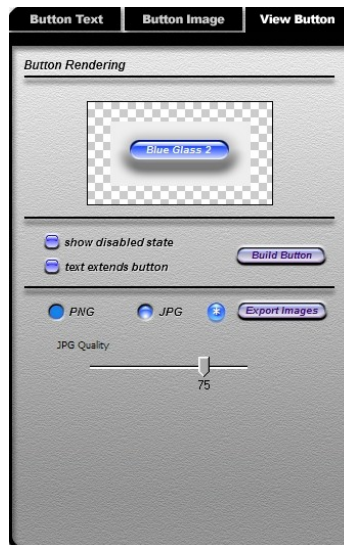 Button Text Button Image View Button
Button Rendering
Blue Glass 2
show disabled state
Build Button
text extends button
PNG JPG Export Images
JPG Quality
75